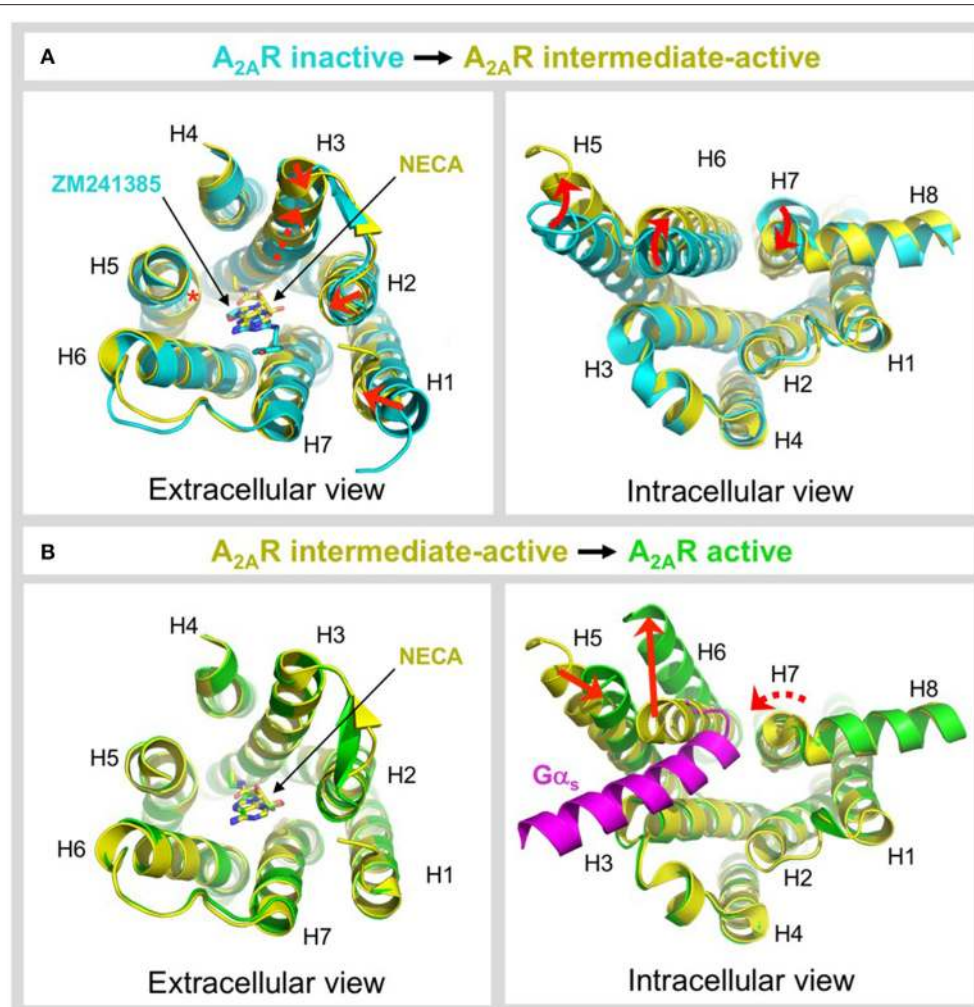 A
A2AR inactive → A2AR intermediate-active
H4
H3
ZM241385
NECA
H5
*
H2
H6
H1
H7
Extracellular view
H5
H6
H7
H8
H3
H2
H1
H4
Intracellular view
B
A2AR intermediate-active → A2AR active
H4
H3
NECA
H5
H2
H6
H1
H7
Extracellular view
H5
H6
H7
H8
Gαs
H3
H2
H1
H4
Intracellular view